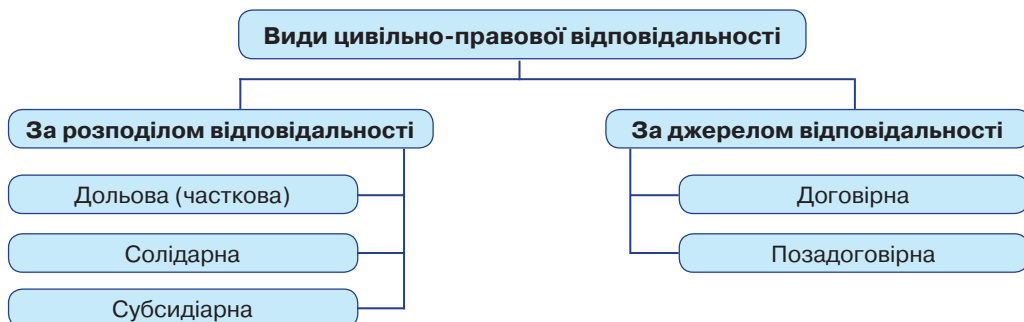 Види цивільно-правової відповідальності
За розподілом відповідальності
Дольова (часткова)
Солідарна
Субсидіарна
За джерелом відповідальності
Договірна
Позадоговірна